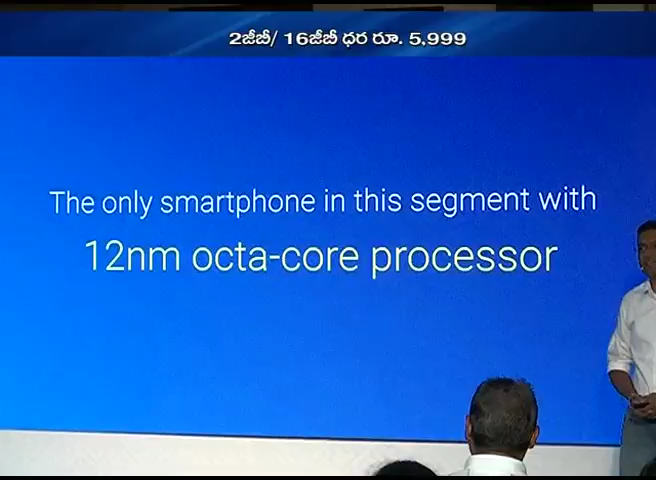 2జీబీ/ 16జీబీ ధర రూ. 5,999
The only smartphone in this segment with
12nm octa-core processor